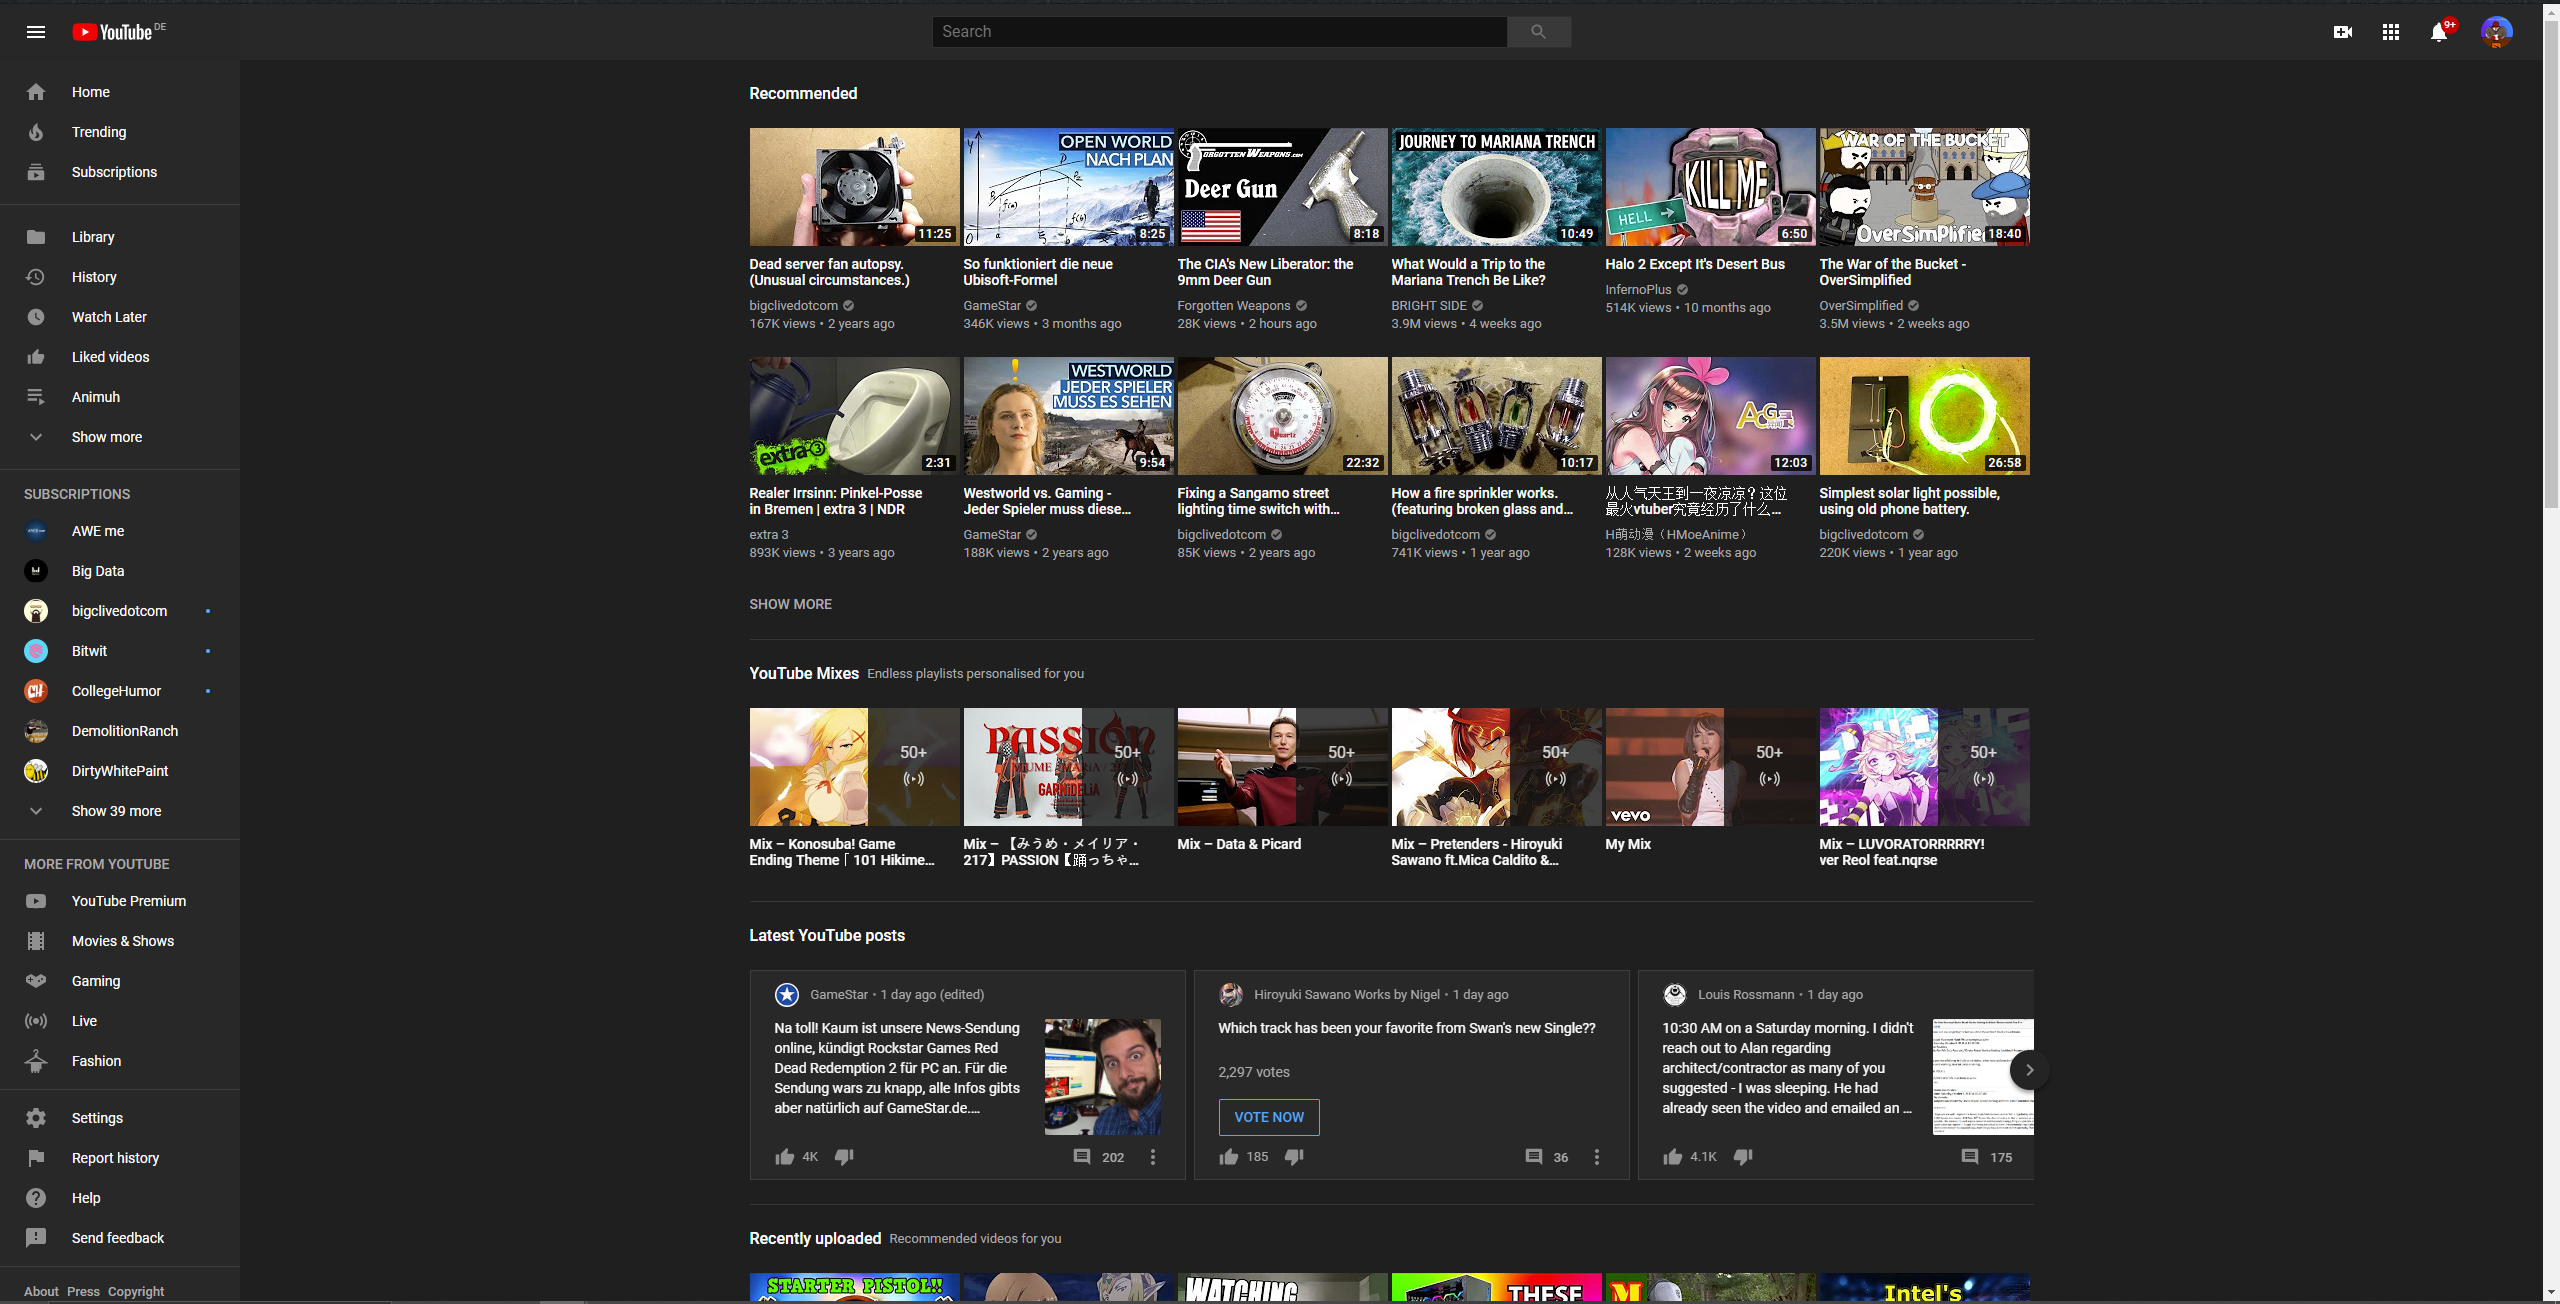 YouTube DE
Search
9+
Home
Trending
Subscriptions
Library
History
Watch Later
Liked videos
Animuh
Show more
SUBSCRIPTIONS
AWE me
Big Data
bigclivedotcom
Bitwit
CollegeHumor
DemolitionRanch
DirtyWhitePaint
Show 39 more
MORE FROM YOUTUBE
YouTube Premium
Movies & Shows
Gaming
Live
Fashion
Settings
Report history
Help
Send feedback
About Press Copyright
Recommended
11:25
Dead server fan autopsy.
(Unusual circumstances.)
bigclivedotcom
167K views • 2 years ago
OPEN WORLD
NACH PLAN
8:25
So funktioniert die neue
Ubisoft-Formel
GameStar
346K views • 3 months ago
FORGOTTEN WEAPONS.COM
Deer Gun
8:18
The CIA's New Liberator: the
9mm Deer Gun
Forgotten Weapons
28K views • 2 hours ago
JOURNEY TO MARIANA TRENCH
10:49
What Would a Trip to the
Mariana Trench Be Like?
BRIGHT SIDE
3.9M views • 4 weeks ago
KILL ME
HELL
6:50
Halo 2 Except It's Desert Bus
InfernoPlus
514K views • 10 months ago
WAR OF THE BUCKET
OverSimplified
18:40
The War of the Bucket -
OverSimplified
OverSimplified
3.5M views • 2 weeks ago
extra 3
2:31
Realer Irrsinn: Pinkel-Posse
in Bremen | extra 3 | NDR
extra 3
893K views • 3 years ago
WESTWORLD
JEDER SPIELER
MUSS ES SEHEN
9:54
Westworld vs. Gaming -
Jeder Spieler muss diese...
GameStar
188K views • 2 years ago
Quartz
22:32
Fixing a Sangamo street
lighting time switch with...
bigclivedotcom
85K views • 2 years ago
10:17
How a fire sprinkler works.
(featuring broken glass and...
bigclivedotcom
741K views • 1 year ago
ACG
12:03
从人气天王到一夜凉凉？这位
最火vtuber究竟经历了什么...
H萌动漫（HMoeAnime）
128K views • 2 weeks ago
26:58
Simplest solar light possible,
using old phone battery.
bigclivedotcom
220K views • 1 year ago
SHOW MORE
YouTube Mixes Endless playlists personalised for you
50+
Mix – Konosuba! Game
Ending Theme「 101 Hikime...
PASSION
MIUME / MARiA / 217
GARNiDELiA
50+
Mix – 【みうめ・メイリア・
217】PASSION【踊っちゃ...
50+
Mix – Data & Picard
50+
Mix – Pretenders - Hiroyuki
Sawano ft.Mica Caldito &...
vevo
50+
My Mix
50+
Mix – LUVORATORRRRRY!
ver Reol feat.nqrse
Latest YouTube posts
GameStar • 1 day ago (edited)
Na toll! Kaum ist unsere News-Sendung
online, kündigt Rockstar Games Red
Dead Redemption 2 für PC an. Für die
Sendung wars zu knapp, alle Infos gibts
aber natürlich auf GameStar.de....
4K
202
Hiroyuki Sawano Works by Nigel • 1 day ago
Which track has been your favorite from Swan's new Single??
2,297 votes
VOTE NOW
185
36
Louis Rossmann • 1 day ago
10:30 AM on a Saturday morning. I didn't
reach out to Alan regarding
architect/contractor as many of you
suggested - I was sleeping. He had
already seen the video and emailed an ...
4.1K
175
Recently uploaded Recommended videos for you
STARTER PISTOL!!
WATCHING
THESE
M
Intel's